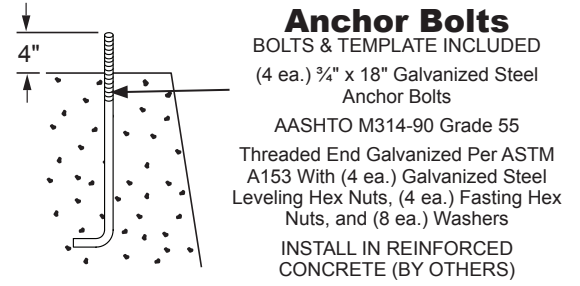 Anchor Bolts
BOLTS & TEMPLATE INCLUDED
4"
(4 ea.) ¾" x 18" Galvanized Steel
Anchor Bolts
AASHTO M314-90 Grade 55
Threaded End Galvanized Per ASTM
A153 With (4 ea.) Galvanized Steel
Leveling Hex Nuts, (4 ea.) Fasting Hex
Nuts, and (8 ea.) Washers
INSTALL IN REINFORCED
CONCRETE (BY OTHERS)